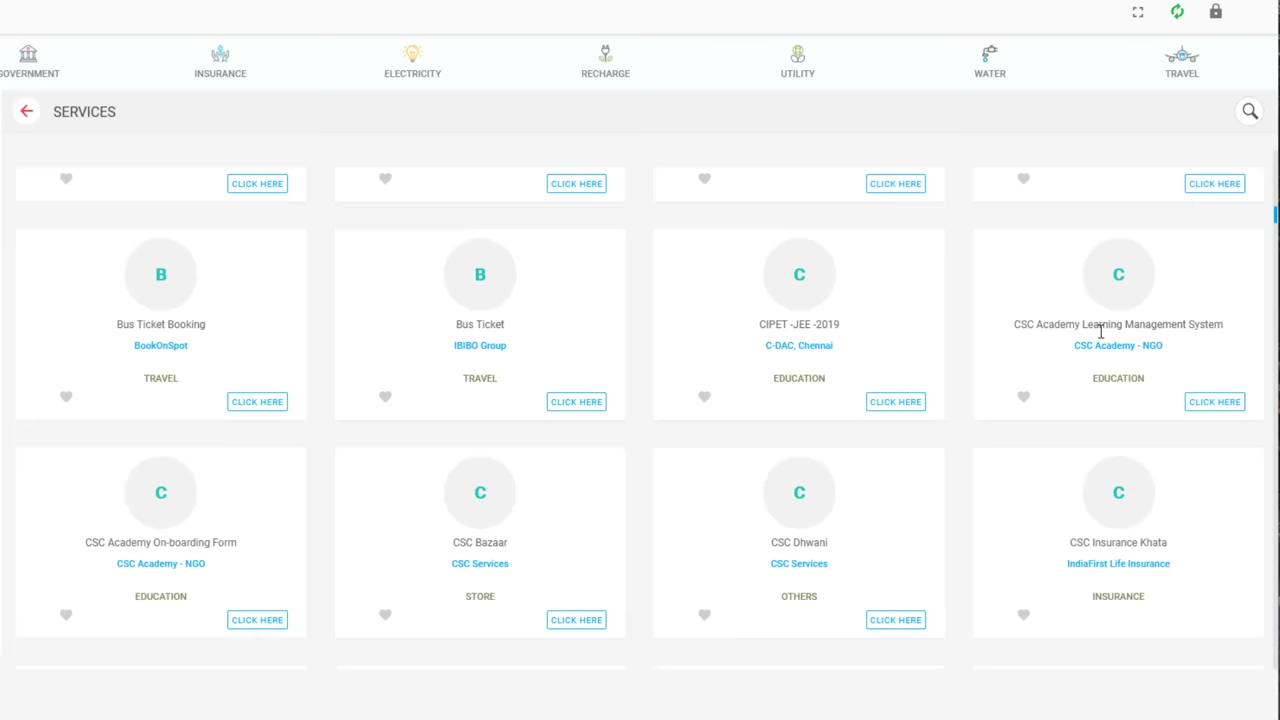 GOVERNMENT INSURANCE ELECTRICITY RECHARGE UTILITY WATER TRAVEL
SERVICES
CLICK HERE CLICK HERE CLICK HERE CLICK HERE
B B C C
Bus Ticket Booking Bus Ticket CIPET -JEE -2019 CSC Academy Learning Management System
BookOnSpot IBIBO Group C-DAC, Chennai CSC Academy - NGO
TRAVEL TRAVEL EDUCATION EDUCATION
CLICK HERE CLICK HERE CLICK HERE CLICK HERE
C C C C
CSC Academy On-boarding Form CSC Bazaar CSC Dhwani CSC Insurance Khata
CSC Academy - NGO CSC Services CSC Services IndiaFirst Life Insurance
EDUCATION STORE OTHERS INSURANCE
CLICK HERE CLICK HERE CLICK HERE